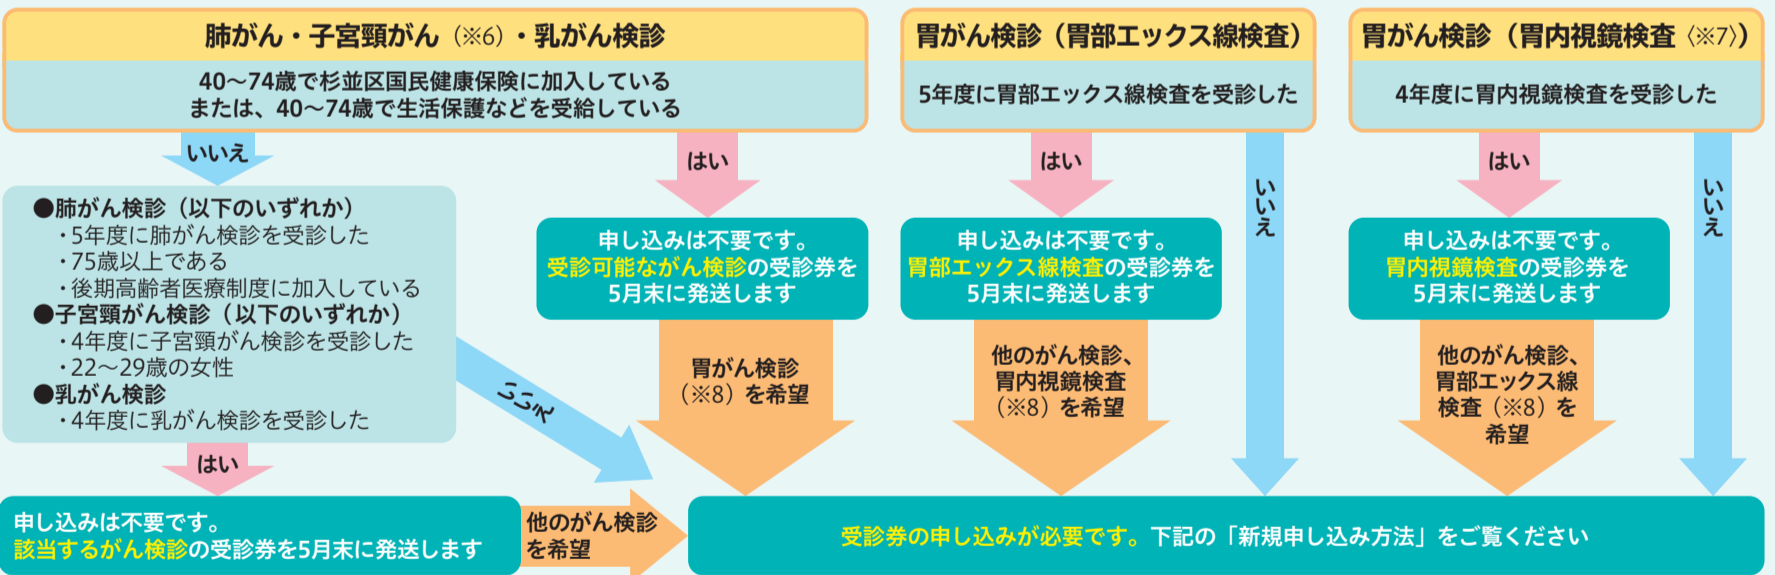 肺がん・子宮頸がん（※6）・乳がん検診
40〜74歳で杉並区国民健康保険に加入している
または、40〜74歳で生活保護などを受給している
いいえ
はい
●肺がん検診（以下のいずれか）
・5年度に肺がん検診を受診した
・75歳以上である
・後期高齢者医療制度に加入している
●子宮頸がん検診（以下のいずれか）
・4年度に子宮頸がん検診を受診した
・22〜29歳の女性
●乳がん検診
・4年度に乳がん検診を受診した
はい
いいえ
申し込みは不要です。
該当するがん検診の受診券を5月末に発送します
他のがん検診
を希望
申し込みは不要です。
受診可能ながん検診の受診券を
5月末に発送します
胃がん検診
（※8）を希望
胃がん検診（胃部エックス線検査）
5年度に胃部エックス線検査を受診した
はい
いいえ
申し込みは不要です。
胃部エックス線検査の受診券を
5月末に発送します
他のがん検診、
胃内視鏡検査
（※8）を希望
胃がん検診（胃内視鏡検査〈※7〉）
4年度に胃内視鏡検査を受診した
はい
いいえ
申し込みは不要です。
胃内視鏡検査の受診券を
5月末に発送します
他のがん検診、
胃部エックス線
検査（※8）を
希望
受診券の申し込みが必要です。下記の「新規申し込み方法」をご覧ください